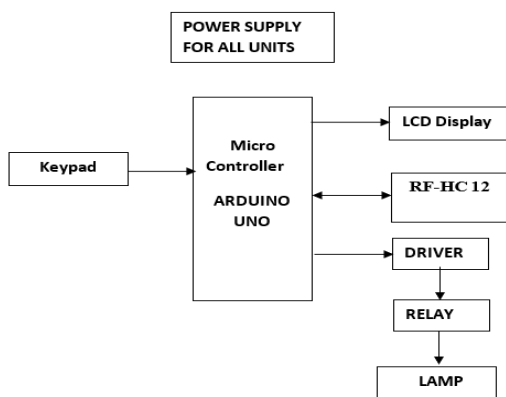 POWER SUPPLY
FOR ALL UNITS
Micro
Controller
ARDUINO
UNO
Keypad
LCD Display
RF-HC 12
DRIVER
RELAY
LAMP